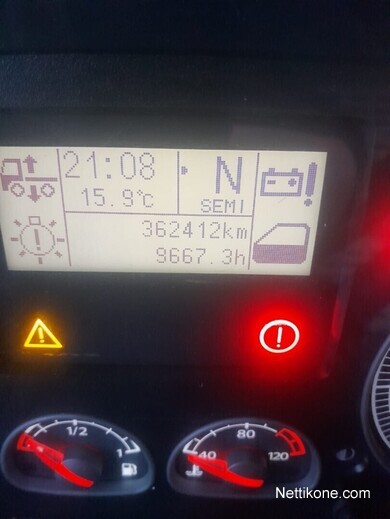 21:08
15.9°C
N
SEMI
362412km
9667.3h
1/2
1
40
80
120
Nettikone.com